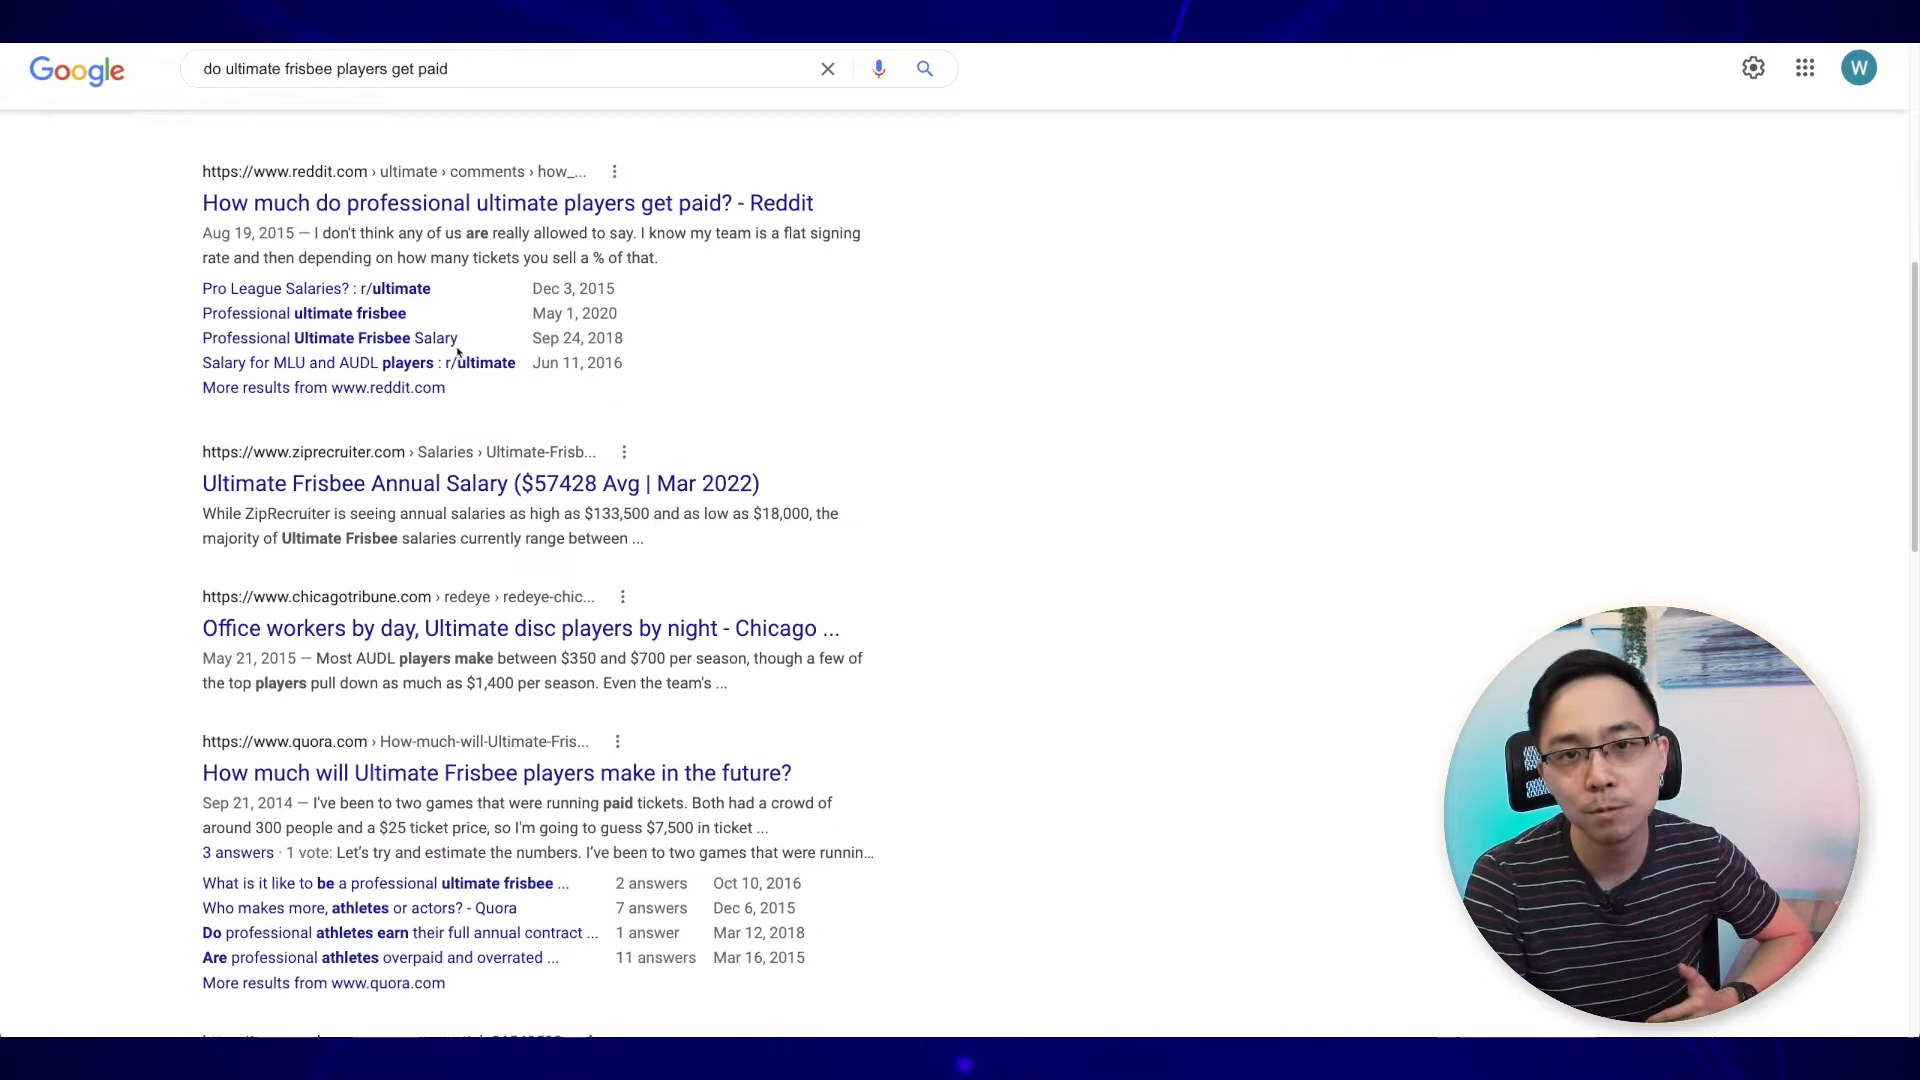 Google
do ultimate frisbee players get paid
W
https://www.reddit.com › ultimate › comments › how_...
How much do professional ultimate players get paid? - Reddit
Aug 19, 2015 — I don't think any of us are really allowed to say. I know my team is a flat signing
rate and then depending on how many tickets you sell a % of that.
Pro League Salaries? : r/ultimate Dec 3, 2015
Professional ultimate frisbee May 1, 2020
Professional Ultimate Frisbee Salary Sep 24, 2018
Salary for MLU and AUDL players : r/ultimate Jun 11, 2016
More results from www.reddit.com
https://www.ziprecruiter.com › Salaries › Ultimate-Frisb...
Ultimate Frisbee Annual Salary ($57428 Avg | Mar 2022)
While ZipRecruiter is seeing annual salaries as high as $133,500 and as low as $18,000, the
majority of Ultimate Frisbee salaries currently range between ...
https://www.chicagotribune.com › redeye › redeye-chic...
Office workers by day, Ultimate disc players by night - Chicago ...
May 21, 2015 — Most AUDL players make between $350 and $700 per season, though a few of
the top players pull down as much as $1,400 per season. Even the team's ...
https://www.quora.com › How-much-will-Ultimate-Fris...
How much will Ultimate Frisbee players make in the future?
Sep 21, 2014 — I've been to two games that were running paid tickets. Both had a crowd of
around 300 people and a $25 ticket price, so I'm going to guess $7,500 in ticket ...
3 answers · 1 vote: Let's try and estimate the numbers. I've been to two games that were runnin...
What is it like to be a professional ultimate frisbee ... 2 answers Oct 10, 2016
Who makes more, athletes or actors? - Quora 7 answers Dec 6, 2015
Do professional athletes earn their full annual contract ... 1 answer Mar 12, 2018
Are professional athletes overpaid and overrated ... 11 answers Mar 16, 2015
More results from www.quora.com